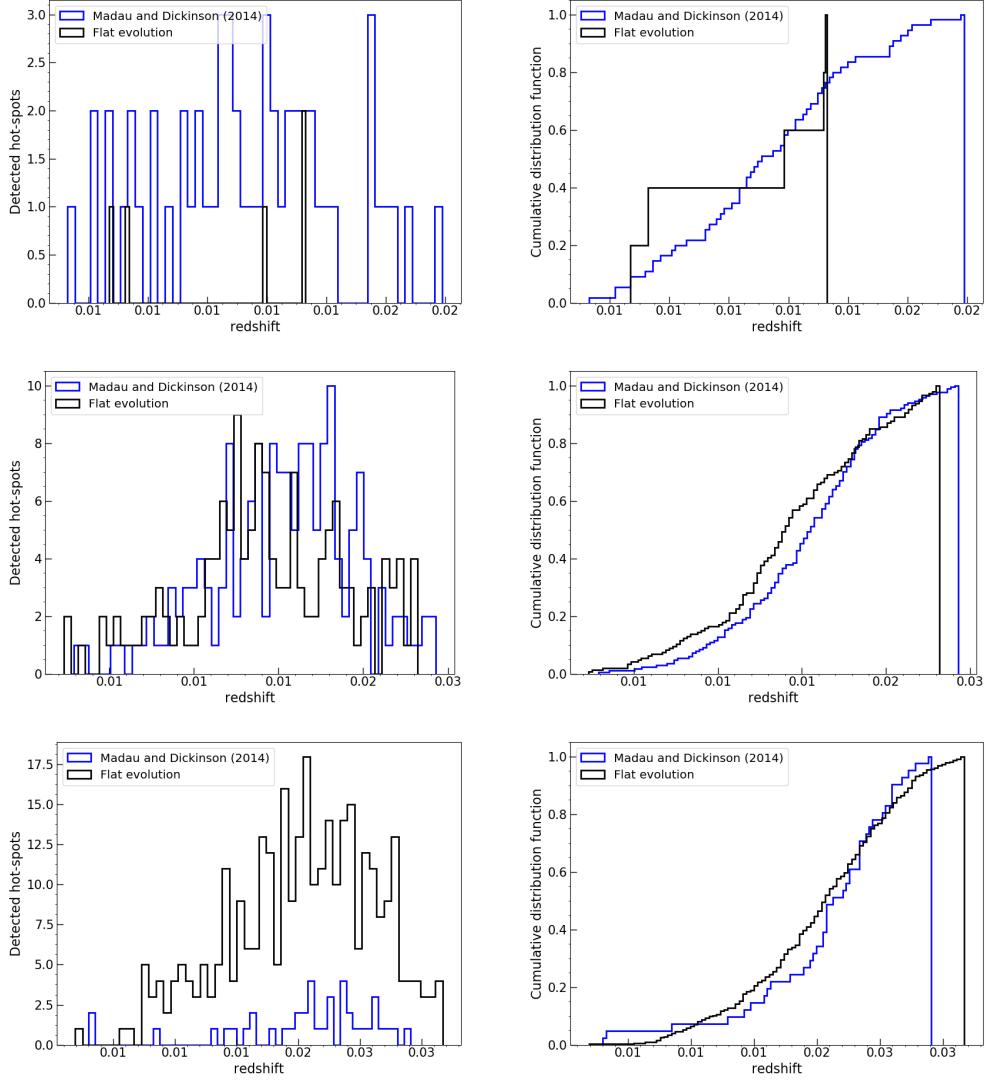 3.0
2.5
2.0
1.5
1.0
0.5
0.0
Detected hot-spots
Madau and Dickinson (2014)
Flat evolution
0.01 0.01 0.01 0.01 0.01 0.02 0.02
redshift
1.0
0.8
0.6
0.4
0.2
0.0
Cumulative distribution function
Madau and Dickinson (2014)
Flat evolution
0.01 0.01 0.01 0.01 0.02 0.02
redshift
10
8
6
4
2
0
Detected hot-spots
Madau and Dickinson (2014)
Flat evolution
0.01 0.01 0.01 0.02 0.03
redshift
1.0
0.8
0.6
0.4
0.2
0.0
Cumulative distribution function
Madau and Dickinson (2014)
Flat evolution
0.01 0.01 0.01 0.02 0.03
redshift
17.5
15.0
12.5
10.0
7.5
5.0
2.5
0.0
Detected hot-spots
Madau and Dickinson (2014)
Flat evolution
0.01 0.01 0.01 0.02 0.03 0.03
redshift
1.0
0.8
0.6
0.4
0.2
0.0
Cumulative distribution function
Madau and Dickinson (2014)
Flat evolution
0.01 0.01 0.01 0.02 0.03 0.03
redshift